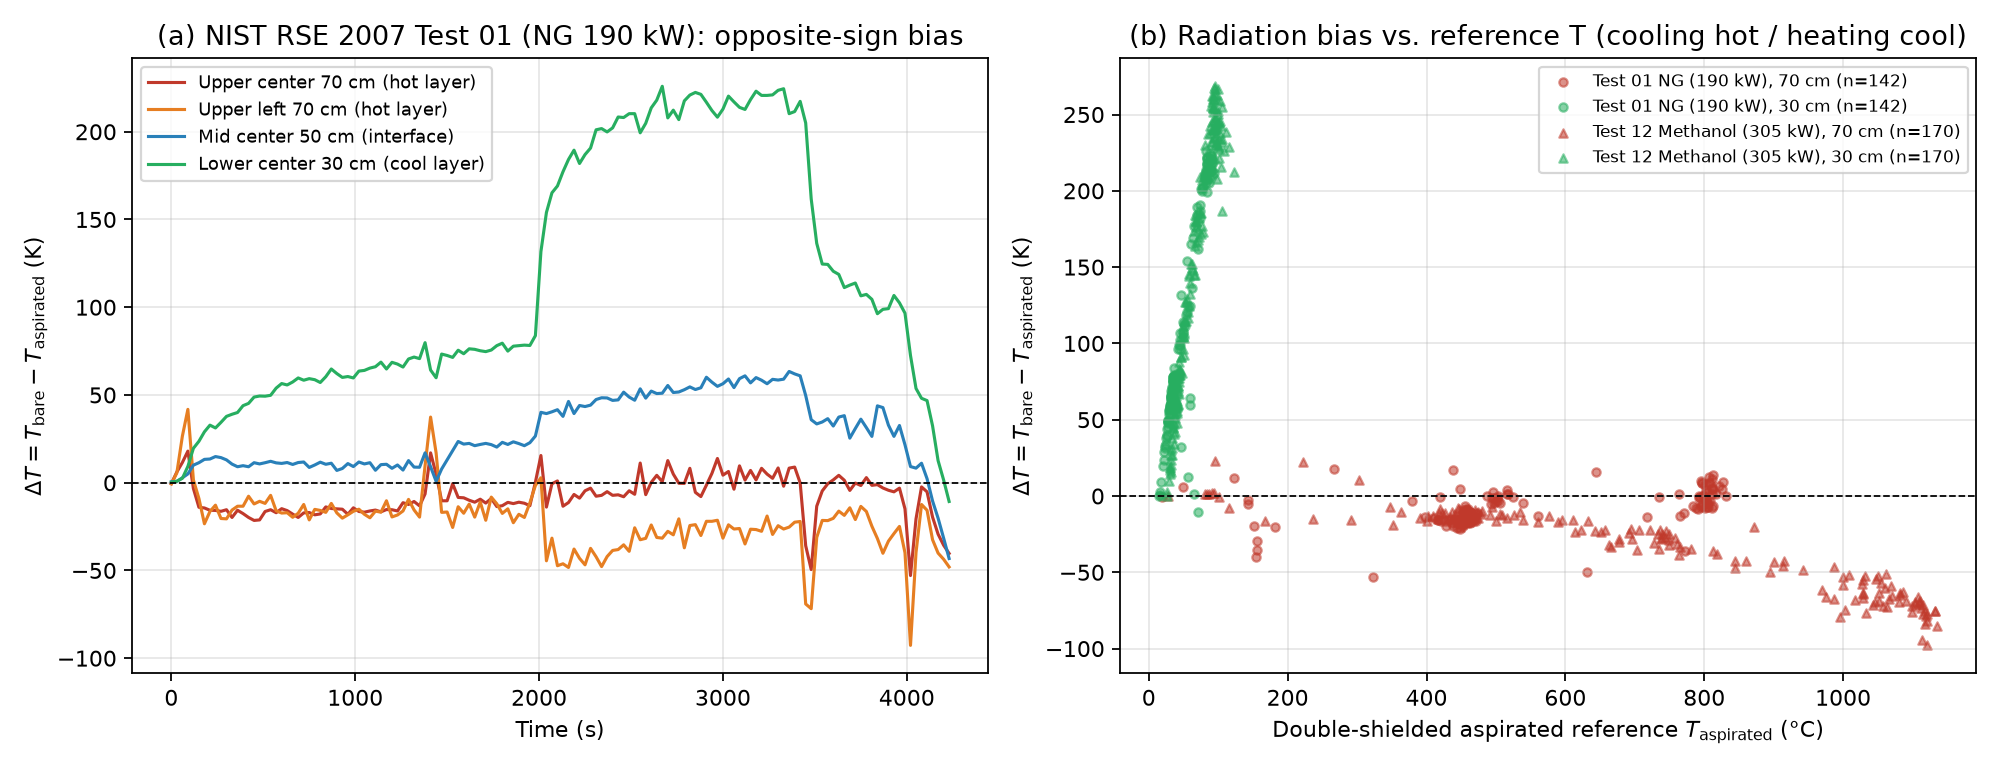 (a) NIST RSE 2007 Test 01 (NG 190 kW): opposite-sign bias
Upper center 70 cm (hot layer)
Upper left 70 cm (hot layer)
Mid center 50 cm (interface)
Lower center 30 cm (cool layer)
200
150
100
50
0
−50
−100
ΔT = T_bare − T_aspirated (K)
0
1000
2000
3000
4000
Time (s)
(b) Radiation bias vs. reference T (cooling hot / heating cool)
Test 01 NG (190 kW), 70 cm (n=142)
Test 01 NG (190 kW), 30 cm (n=142)
Test 12 Methanol (305 kW), 70 cm (n=170)
Test 12 Methanol (305 kW), 30 cm (n=170)
250
200
150
100
50
0
−50
−100
ΔT = T_bare − T_aspirated (K)
0
200
400
600
800
1000
Double-shielded aspirated reference T_aspirated (°C)